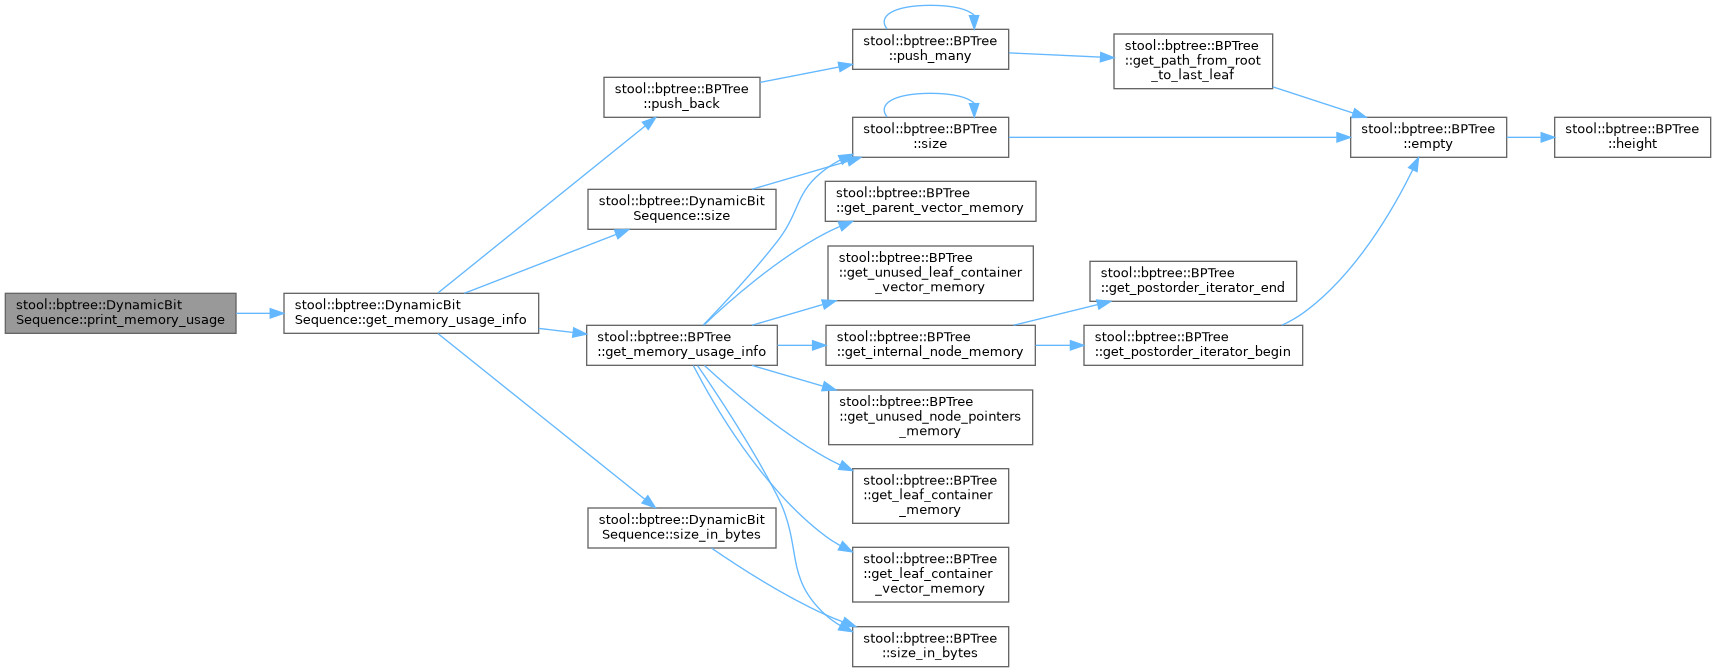 stool::bptree::DynamicBit
Sequence::print_memory_usage
stool::bptree::DynamicBit
Sequence::get_memory_usage_info
stool::bptree::BPTree
::push_back
stool::bptree::DynamicBit
Sequence::size
stool::bptree::BPTree
::get_memory_usage_info
stool::bptree::DynamicBit
Sequence::size_in_bytes
stool::bptree::BPTree
::push_many
stool::bptree::BPTree
::size
stool::bptree::BPTree
::get_parent_vector_memory
stool::bptree::BPTree
::get_unused_leaf_container
_vector_memory
stool::bptree::BPTree
::get_internal_node_memory
stool::bptree::BPTree
::get_unused_node_pointers
_memory
stool::bptree::BPTree
::get_leaf_container
_memory
stool::bptree::BPTree
::get_leaf_container
_vector_memory
stool::bptree::BPTree
::size_in_bytes
stool::bptree::BPTree
::get_path_from_root
_to_last_leaf
stool::bptree::BPTree
::get_postorder_iterator_end
stool::bptree::BPTree
::get_postorder_iterator_begin
stool::bptree::BPTree
::empty
stool::bptree::BPTree
::height